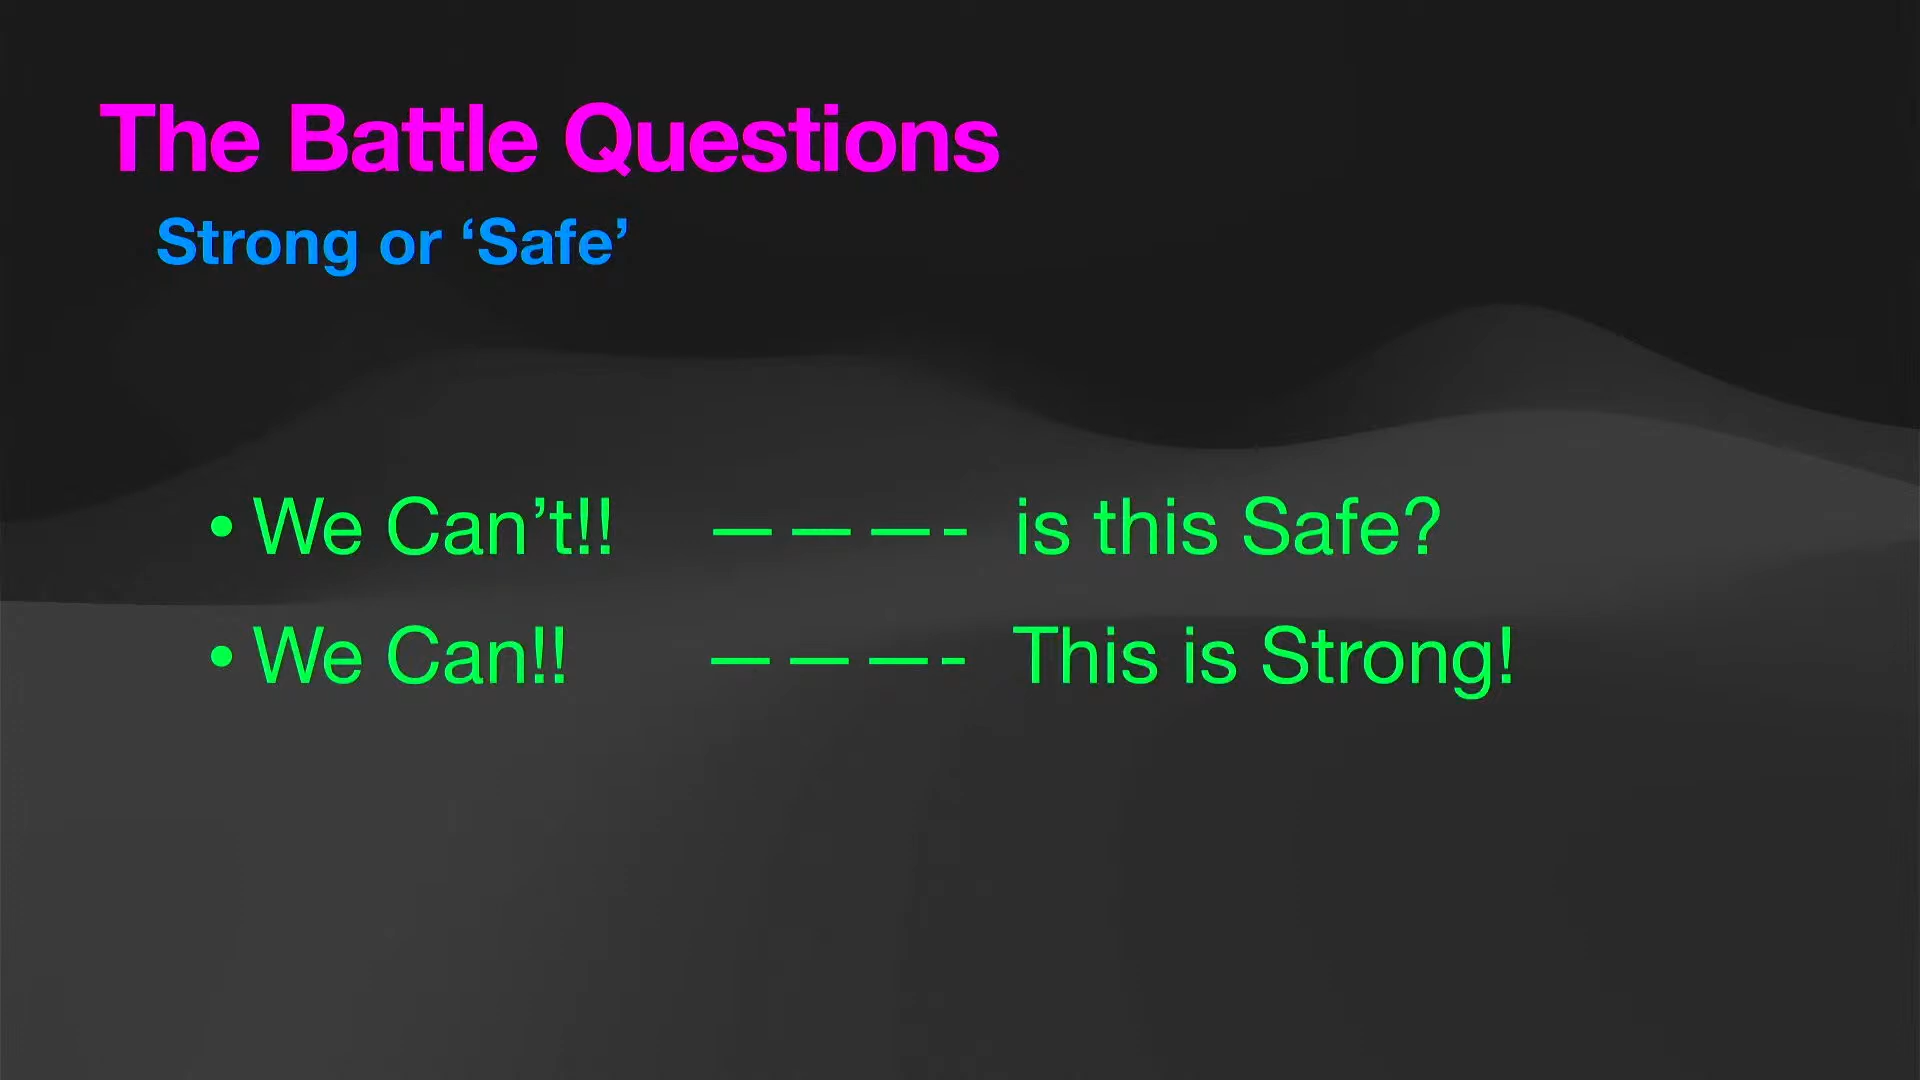 The Battle Questions
Strong or ‘Safe’
• We Can’t!! — — —- is this Safe?
• We Can!! — — —- This is Strong!